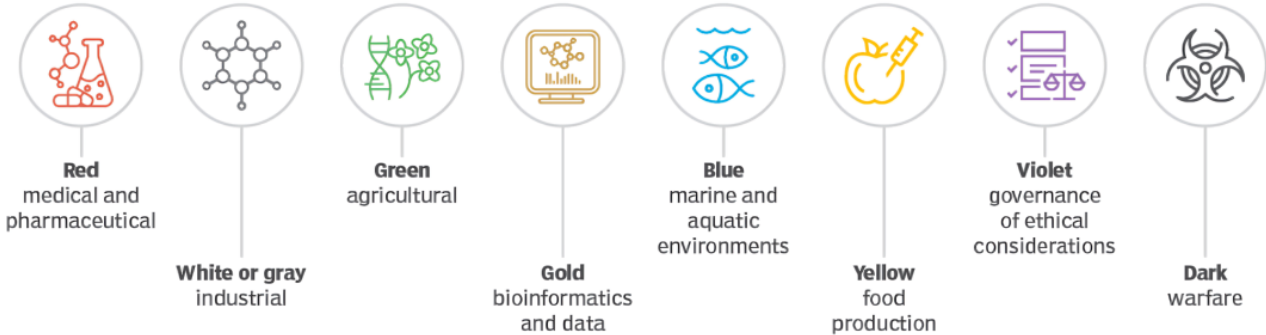 Red
medical and
pharmaceutical
White or gray
industrial
Green
agricultural
Gold
bioinformatics
and data
Blue
marine and
aquatic
environments
Yellow
food
production
Violet
governance
of ethical
considerations
Dark
warfare